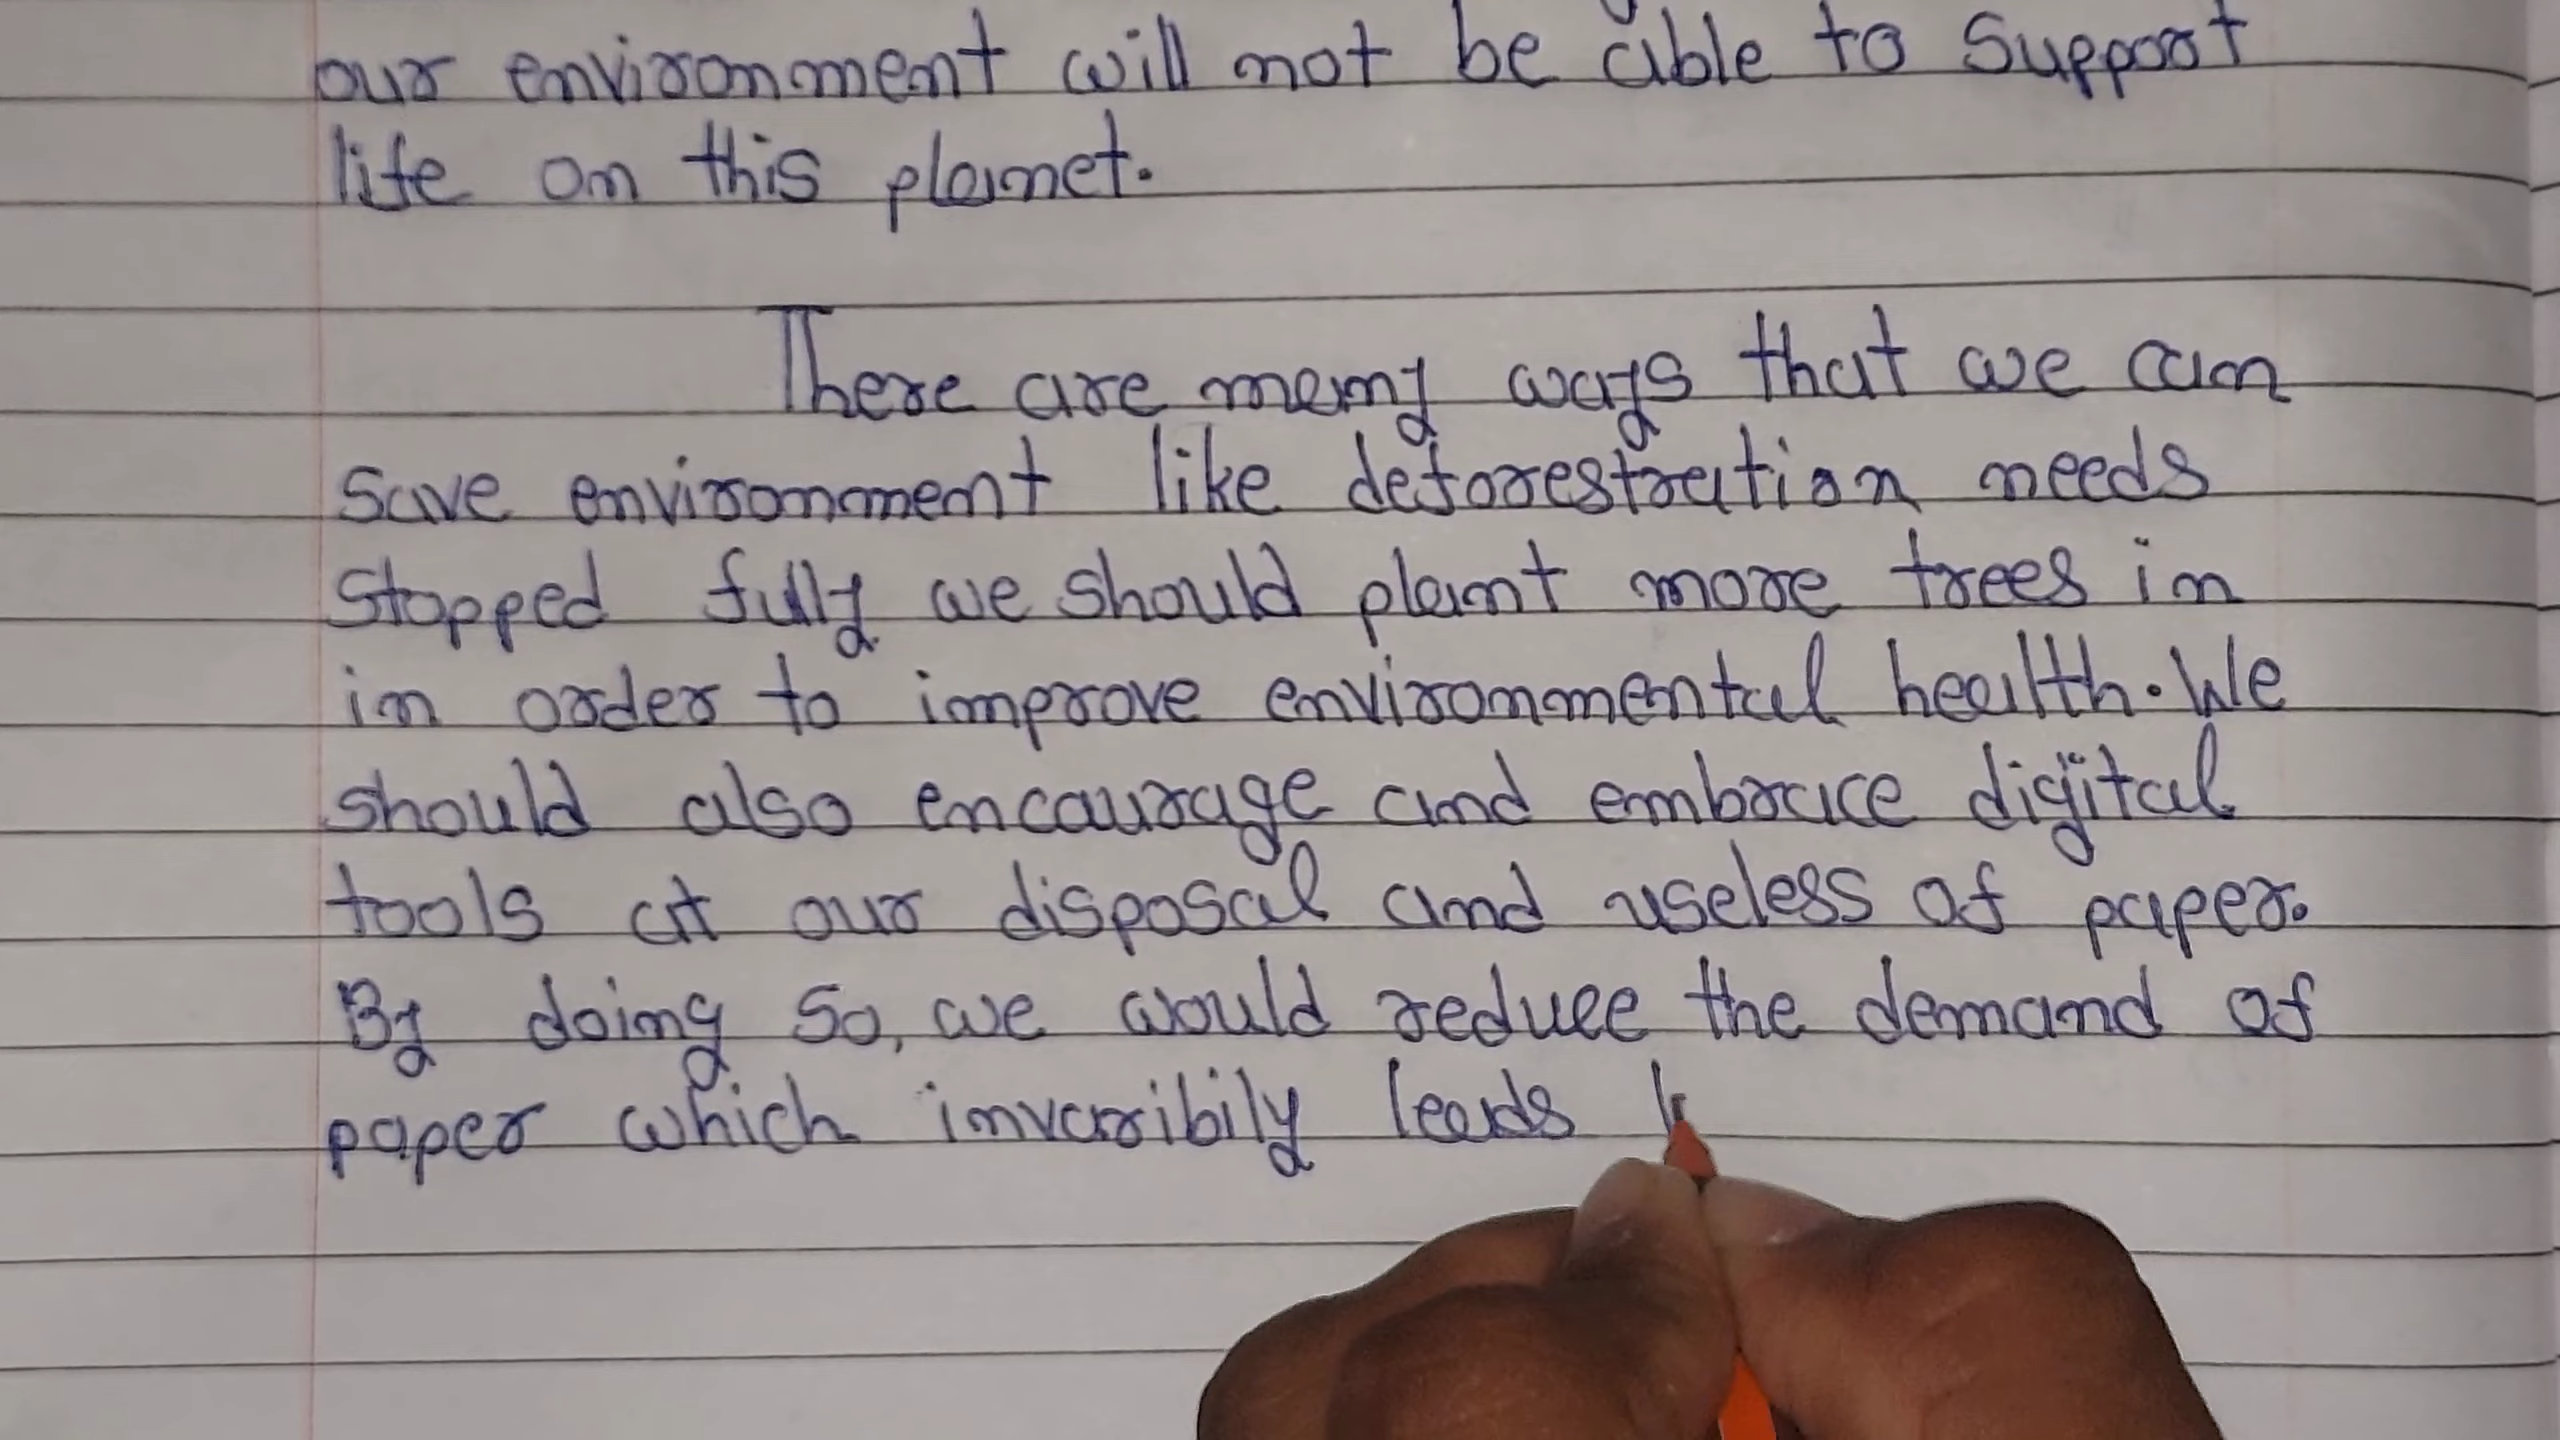 our environment will not be able to support
life on this planet.
There are many ways that we can
save environment like deforestration needs
stopped fully we should plant more trees in
in order to improve environmental health. We
should also encaurage and embrace digital
tools at our disposal and useless of paper.
By doing so, we would reduce the demand of
paper which invaribily leads